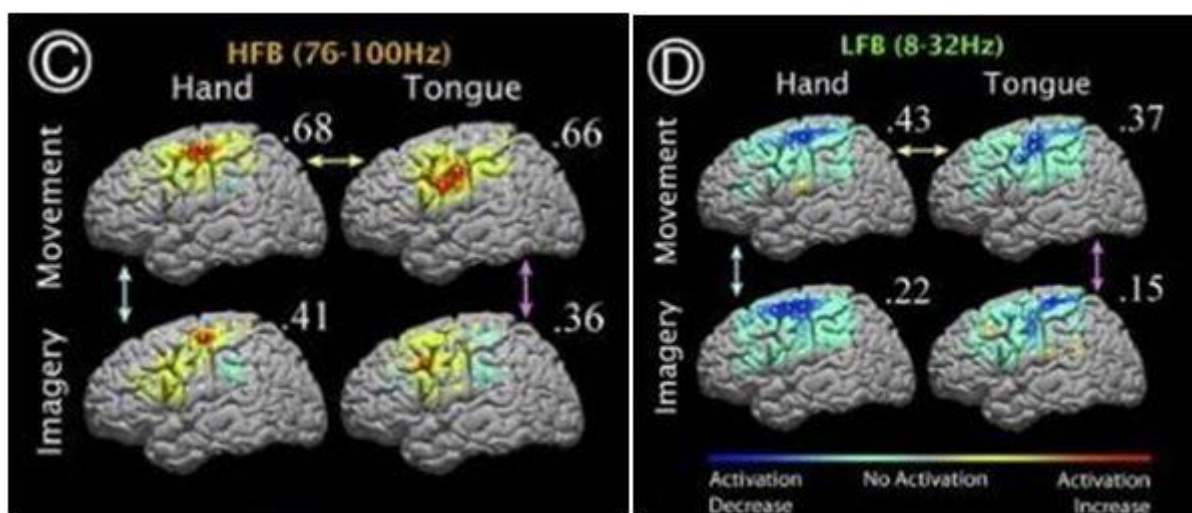 Ⓒ HFB (76-100Hz)
Hand Tongue
Movement
.68 .66
Imagery
.41 .36
Ⓓ LFB (8-32Hz)
Hand Tongue
Movement
.43 .37
Imagery
.22 .15
Activation Decrease
No Activation
Activation Increase